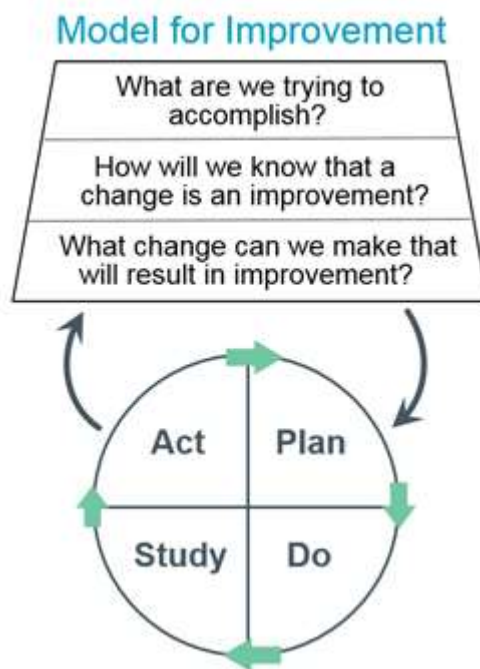 Model for Improvement
What are we trying to
accomplish?
How will we know that a
change is an improvement?
What change can we make that
will result in improvement?
Act
Plan
Study
Do